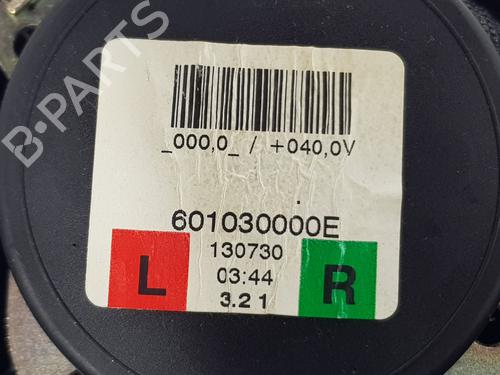 B-PARTS
_000,0_ / +040,0V
601030000E
130730
03:44
3.2 1
L
R